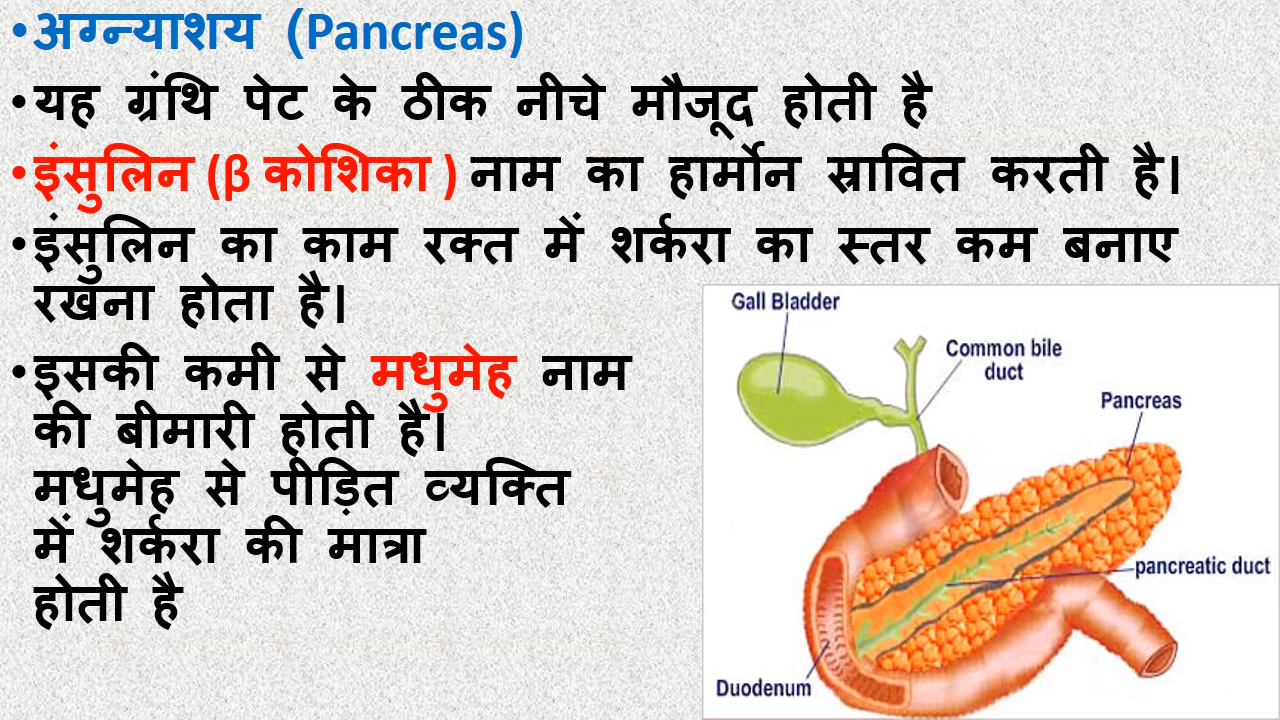 •अग्न्याशय (Pancreas)
•यह ग्रंथि पेट के ठीक नीचे मौजूद होती है
•इंसुलिन (β कोशिका ) नाम का हार्मोन स्रावित करती है।
•इंसुलिन का काम रक्त में शर्करा का स्तर कम बनाए
रखना होता है।
•इसकी कमी से मधुमेह नाम
की बीमारी होती है।
मधुमेह से पीड़ित व्यक्ति
में शर्करा की मात्रा
होती है
Gall Bladder
Common bile
duct
Pancreas
pancreatic duct
Duodenum